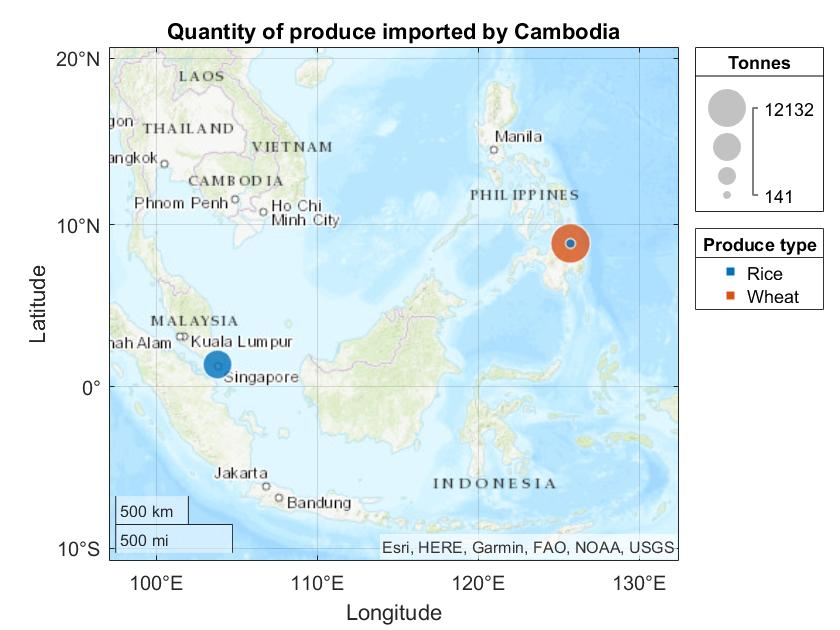 Quantity of produce imported by Cambodia
20°N
10°N
0°
10°S
Latitude
100°E
110°E
120°E
130°E
Longitude
LAOS
gon
THAILAND
VIETNAM
angkok
CAMBODIA
Phnom Penh
Ho Chi
Minh City
Manila
PHILIPPINES
MALAYSIA
nah Alam
Kuala Lumpur
Singapore
Jakarta
Bandung
INDONESIA
500 km
500 mi
Esri, HERE, Garmin, FAO, NOAA, USGS
Tonnes
12132
141
Produce type
Rice
Wheat